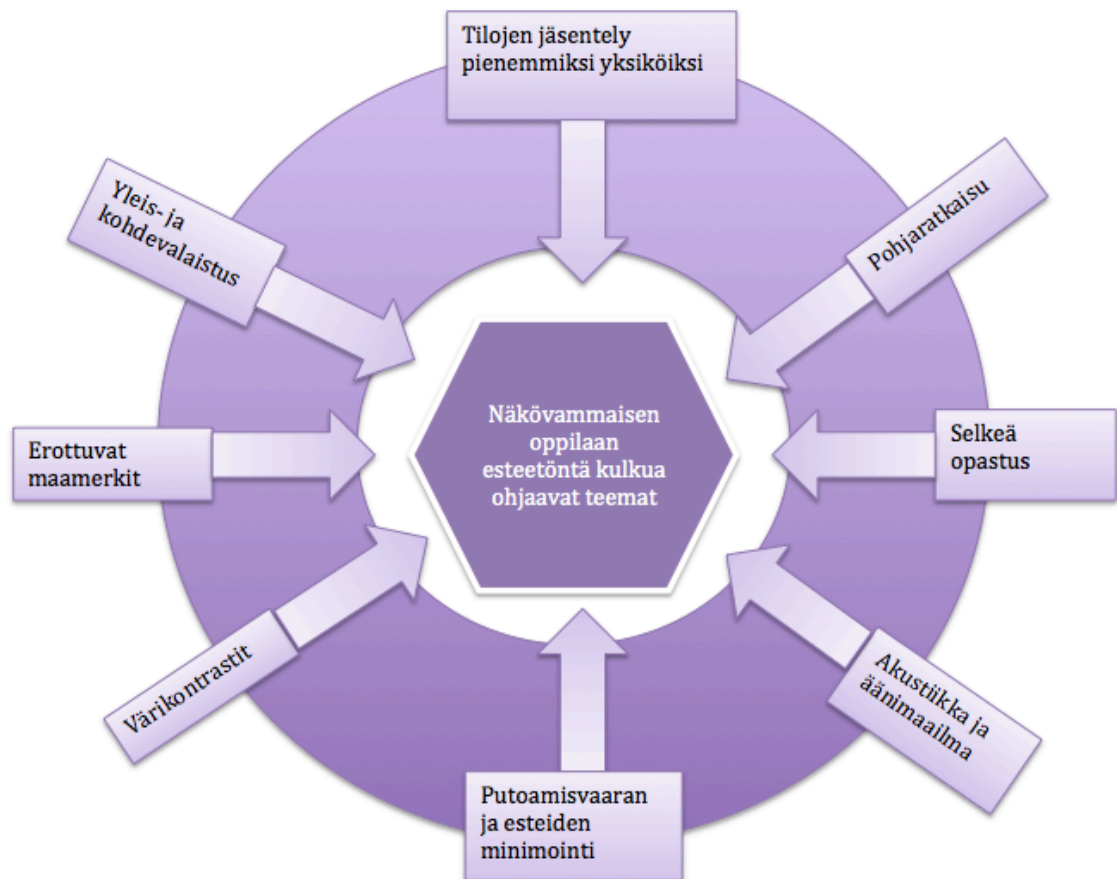 Tilojen jäsentely
pienemmiksi yksiköiksi
Yleis- ja
kohdevalaistus
Pohjaratkaisu
Näkövammaisen
oppilaan
esteetöntä kulkua
ohjaavat teemat
Erottuvat
maamerkit
Selkeä
opastus
Värikontrastit
Akustiikka ja
äänimaailma
Putoamisvaaran
ja esteiden
minimointi